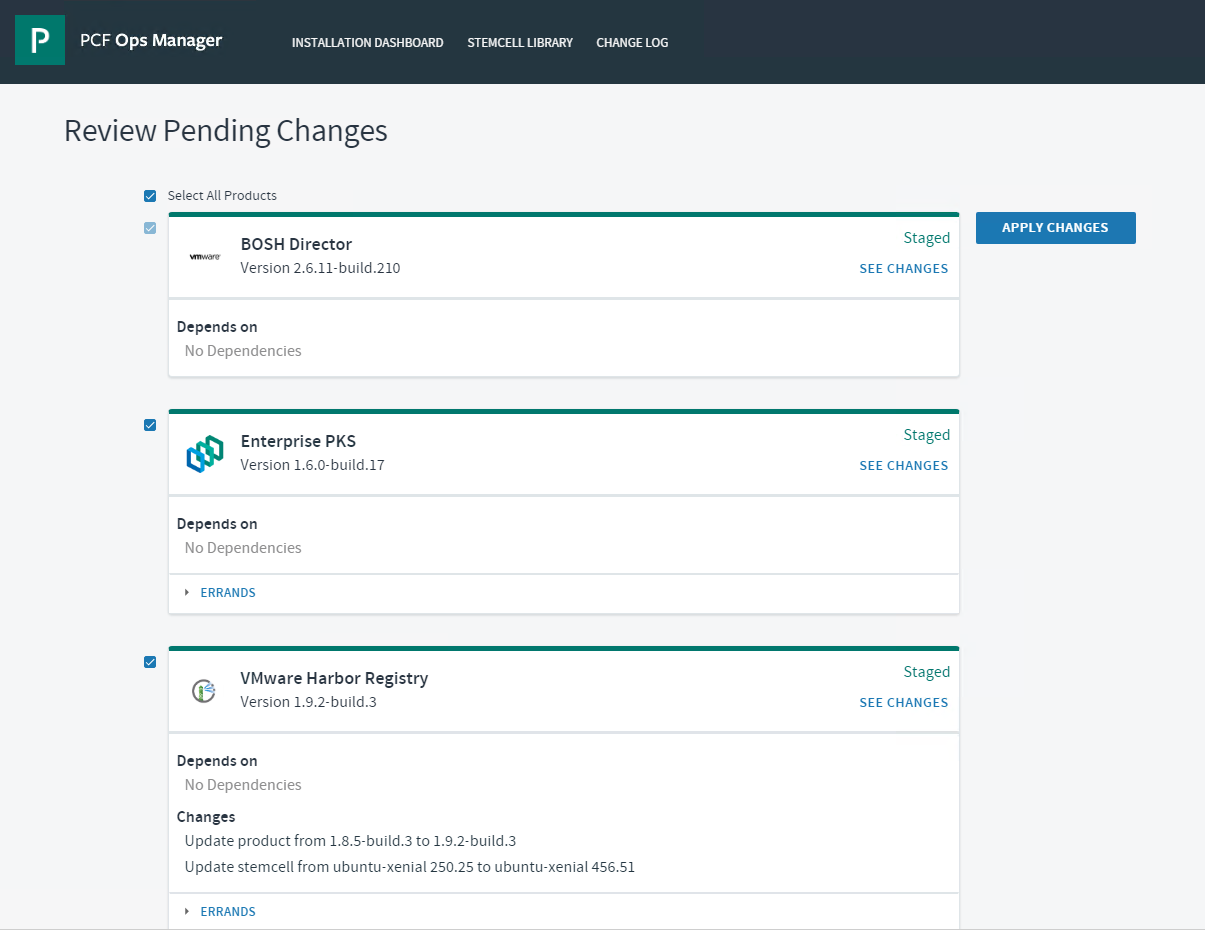 P
PCF Ops Manager
INSTALLATION DASHBOARD
STEMCELL LIBRARY
CHANGE LOG
Review Pending Changes
Select All Products
vmware
BOSH Director
Version 2.6.11-build.210
Staged
SEE CHANGES
APPLY CHANGES
Depends on
No Dependencies
Enterprise PKS
Version 1.6.0-build.17
Staged
SEE CHANGES
Depends on
No Dependencies
ERRANDS
VMware Harbor Registry
Version 1.9.2-build.3
Staged
SEE CHANGES
Depends on
No Dependencies
Changes
Update product from 1.8.5-build.3 to 1.9.2-build.3
Update stemcell from ubuntu-xenial 250.25 to ubuntu-xenial 456.51
ERRANDS